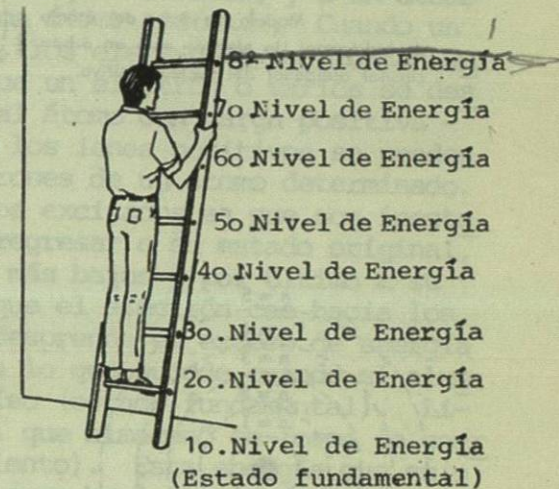 8º Nivel de Energía
7o Nivel de Energía
6o Nivel de Energía
5o Nivel de Energía
4o.Nivel de Energía
3o.Nivel de Energía
2o.Nivel de Energía
1o.Nivel de Energía
(Estado fundamental)